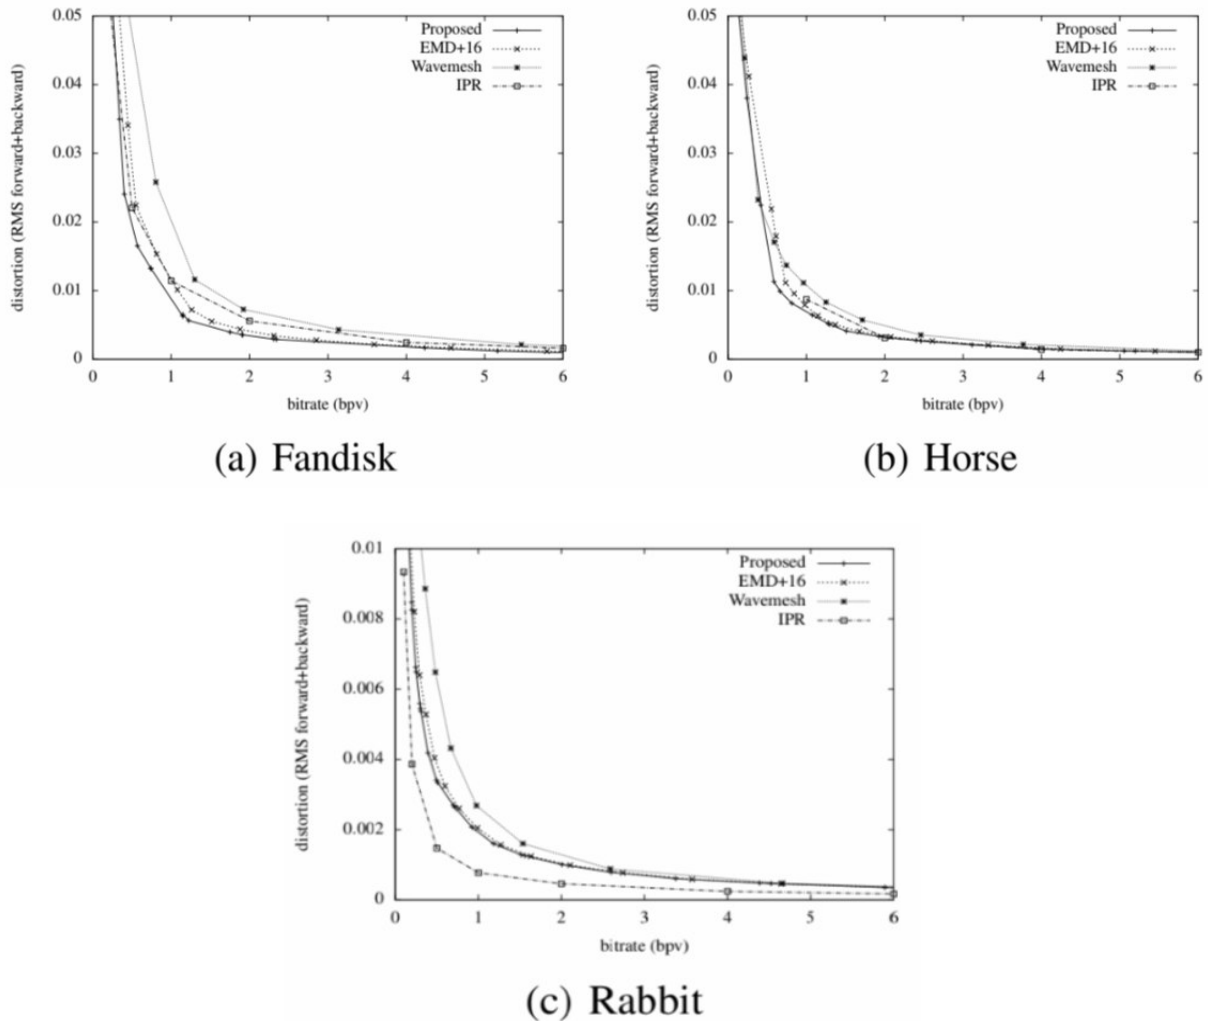 0.05
0.04
0.03
0.02
0.01
0
distortion (RMS forward+backward)
Proposed
EMD+16
Wavemesh
IPR
0 1 2 3 4 5 6
bitrate (bpv)
(a) Fandisk
0.05
0.04
0.03
0.02
0.01
0
distortion (RMS forward+backward)
Proposed
EMD+16
Wavemesh
IPR
0 1 2 3 4 5 6
bitrate (bpv)
(b) Horse
0.01
0.008
0.006
0.004
0.002
0
distortion (RMS forward+backward)
Proposed
EMD+16
Wavemesh
IPR
0 1 2 3 4 5 6
bitrate (bpv)
(c) Rabbit